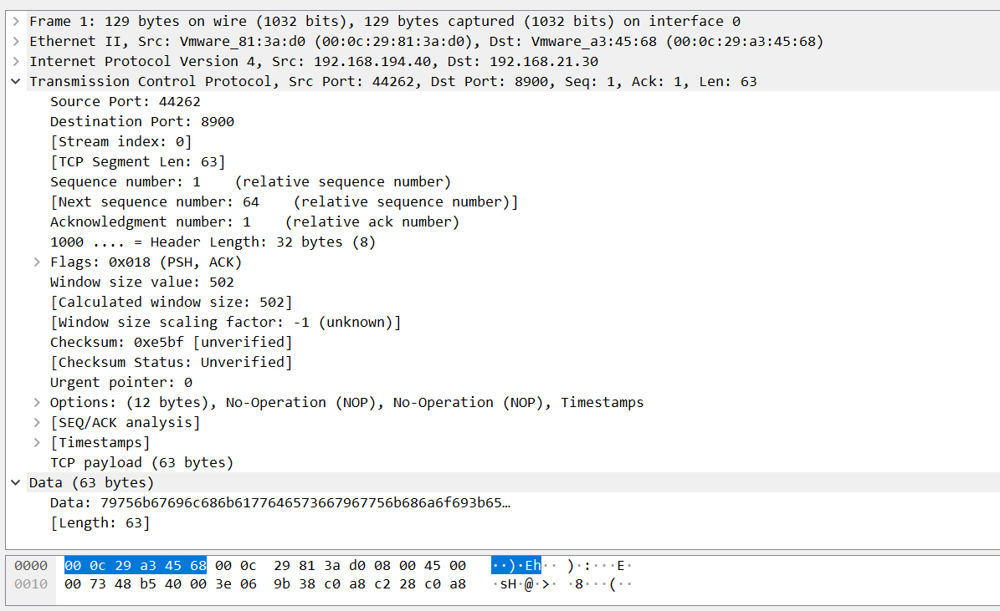 Frame 1: 129 bytes on wire (1032 bits), 129 bytes captured (1032 bits) on interface 0
Ethernet II, Src: Vmware_81:3a:d0 (00:0c:29:81:3a:d0), Dst: Vmware_a3:45:68 (00:0c:29:a3:45:68)
Internet Protocol Version 4, Src: 192.168.194.40, Dst: 192.168.21.30
Transmission Control Protocol, Src Port: 44262, Dst Port: 8900, Seq: 1, Ack: 1, Len: 63
Source Port: 44262
Destination Port: 8900
[Stream index: 0]
[TCP Segment Len: 63]
Sequence number: 1    (relative sequence number)
[Next sequence number: 64    (relative sequence number)]
Acknowledgment number: 1    (relative ack number)
1000 .... = Header Length: 32 bytes (8)
Flags: 0x018 (PSH, ACK)
Window size value: 502
[Calculated window size: 502]
[Window size scaling factor: -1 (unknown)]
Checksum: 0xe5bf [unverified]
[Checksum Status: Unverified]
Urgent pointer: 0
Options: (12 bytes), No-Operation (NOP), No-Operation (NOP), Timestamps
[SEQ/ACK analysis]
[Timestamps]
TCP payload (63 bytes)
Data (63 bytes)
Data: 79756b67696c686b6177646573667967756b686a6f693b65…
[Length: 63]
0000 00 0c 29 a3 45 68 00 0c 29 81 3a d0 08 00 45 00 ··)·Eh·· )·:···E·
0010 00 73 48 b5 40 00 3e 06 9b 38 c0 a8 c2 28 c0 a8 ·sH·@·>· ·8···(··